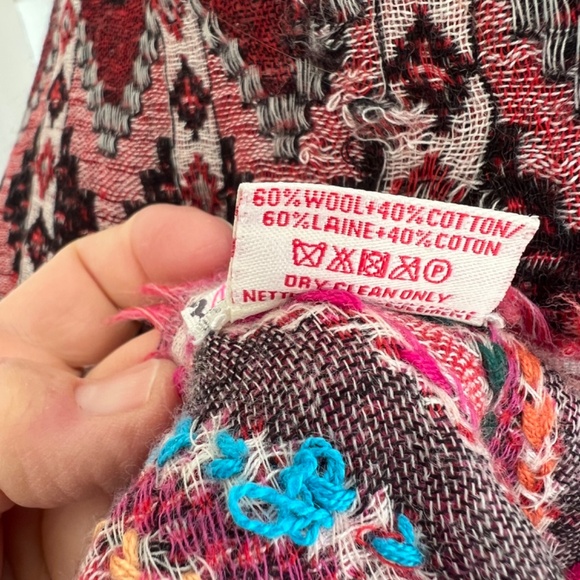 60%WOOL+40%COTTON/
60%LAINE+40%COTON
P
DRY CLEAN ONLY